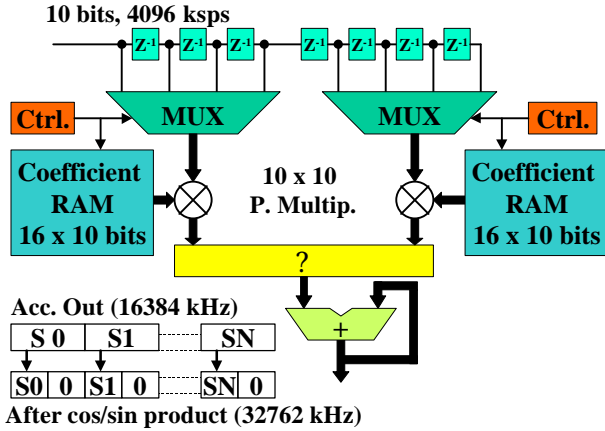 10 bits, 4096 ksps
Z-1 Z-1 Z-1 Z-1 Z-1 Z-1 Z-1
MUX MUX
Ctrl. Ctrl.
Coefficient
RAM
16 x 10 bits
10 x 10
P. Multip.
Coefficient
RAM
16 x 10 bits
?
+
Acc. Out (16384 kHz)
S 0 S1 SN
S0 0 S1 0 SN 0
After cos/sin product (32762 kHz)